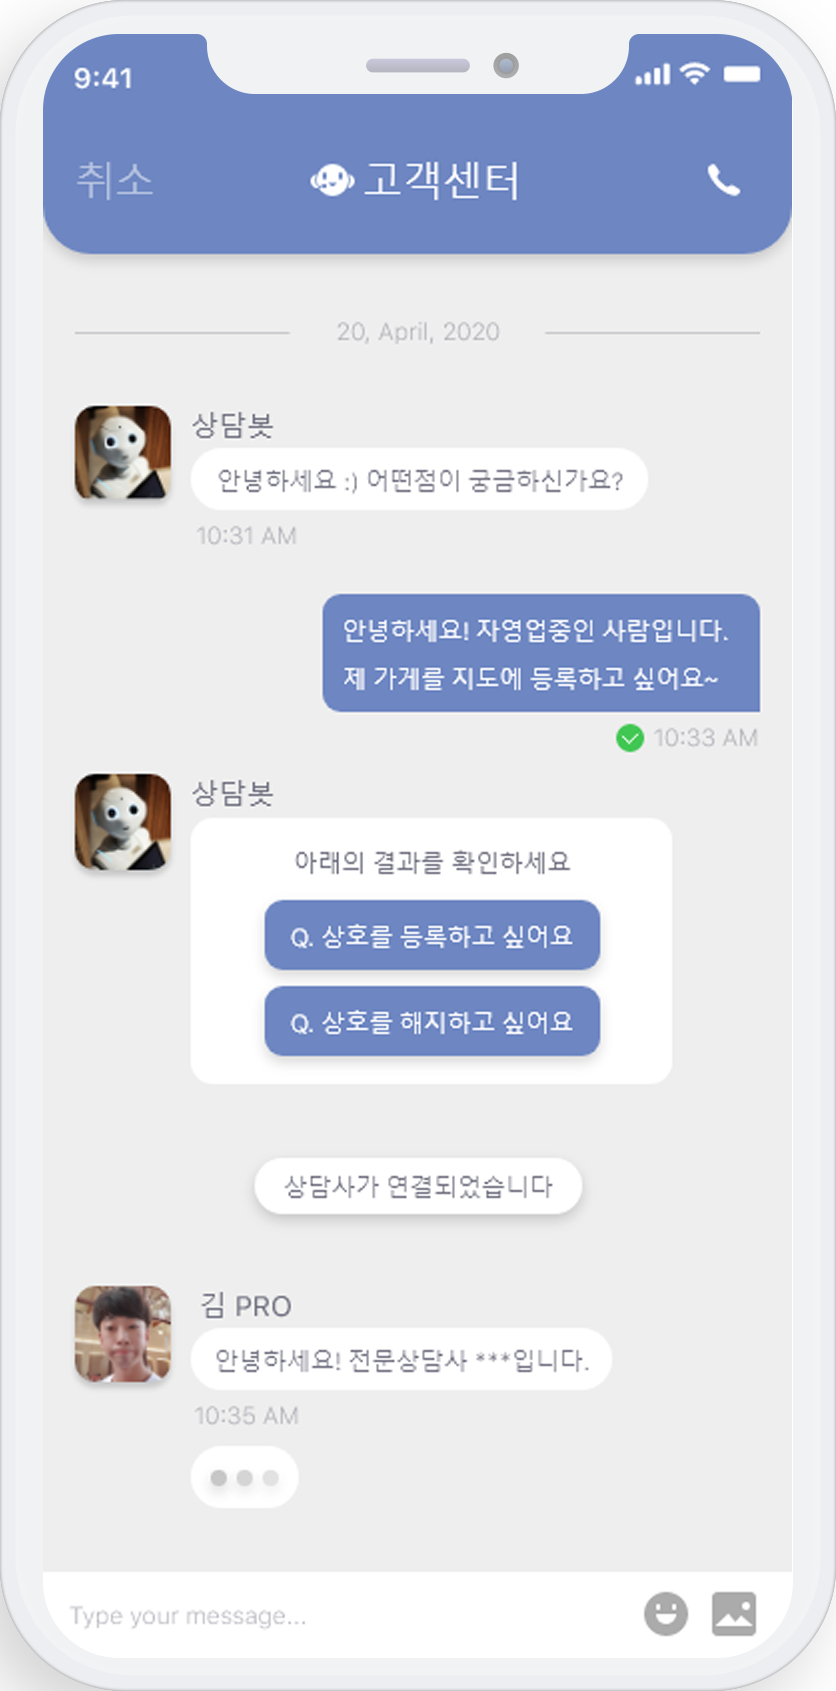 9:41
취소
고객센터
20, April, 2020
상담봇
안녕하세요 :) 어떤점이 궁금하신가요?
10:31 AM
안녕하세요! 자영업중인 사람입니다.
제 가게를 지도에 등록하고 싶어요~
10:33 AM
상담봇
아래의 결과를 확인하세요
Q. 상호를 등록하고 싶어요
Q. 상호를 해지하고 싶어요
상담사가 연결되었습니다
김 PRO
안녕하세요! 전문상담사 ***입니다.
10:35 AM
Type your message...